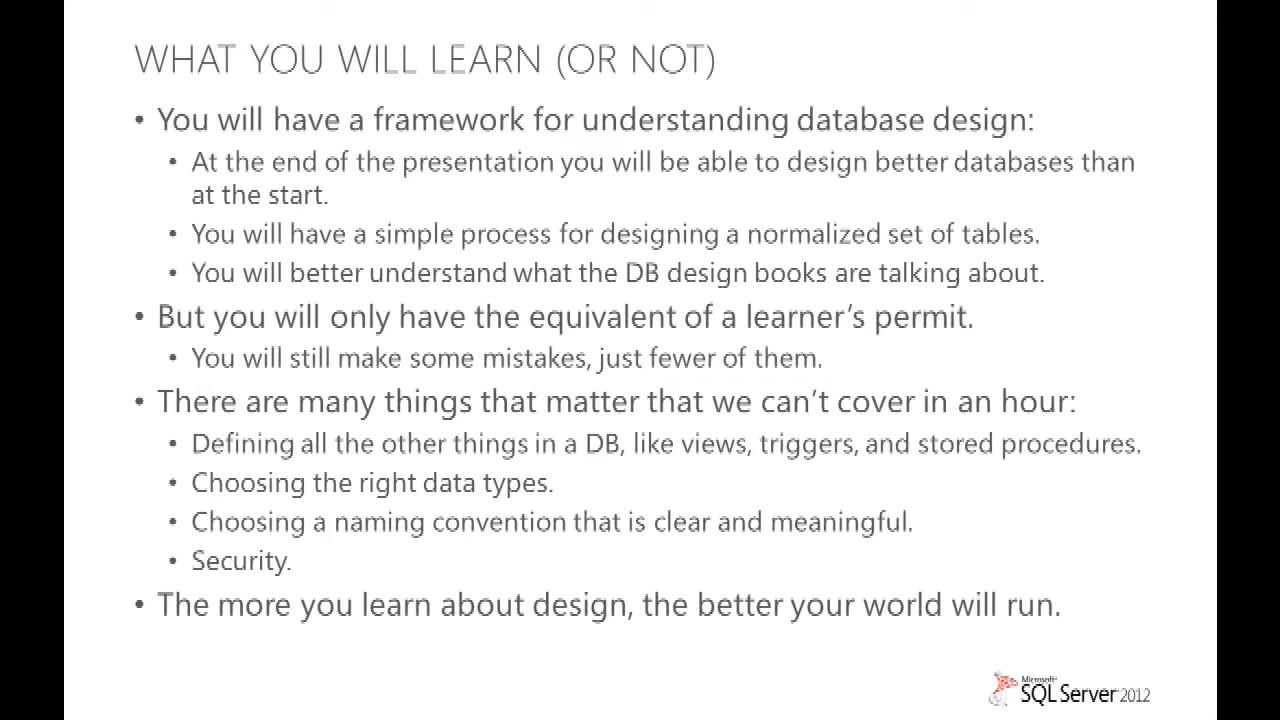 WHAT YOU WILL LEARN (OR NOT)
• You will have a framework for understanding database design:
• At the end of the presentation you will be able to design better databases than
at the start.
• You will have a simple process for designing a normalized set of tables.
• You will better understand what the DB design books are talking about.
• But you will only have the equivalent of a learner's permit.
• You will still make some mistakes, just fewer of them.
• There are many things that matter that we can't cover in an hour:
• Defining all the other things in a DB, like views, triggers, and stored procedures.
• Choosing the right data types.
• Choosing a naming convention that is clear and meaningful.
• Security.
• The more you learn about design, the better your world will run.
Microsoft
SQL Server 2012